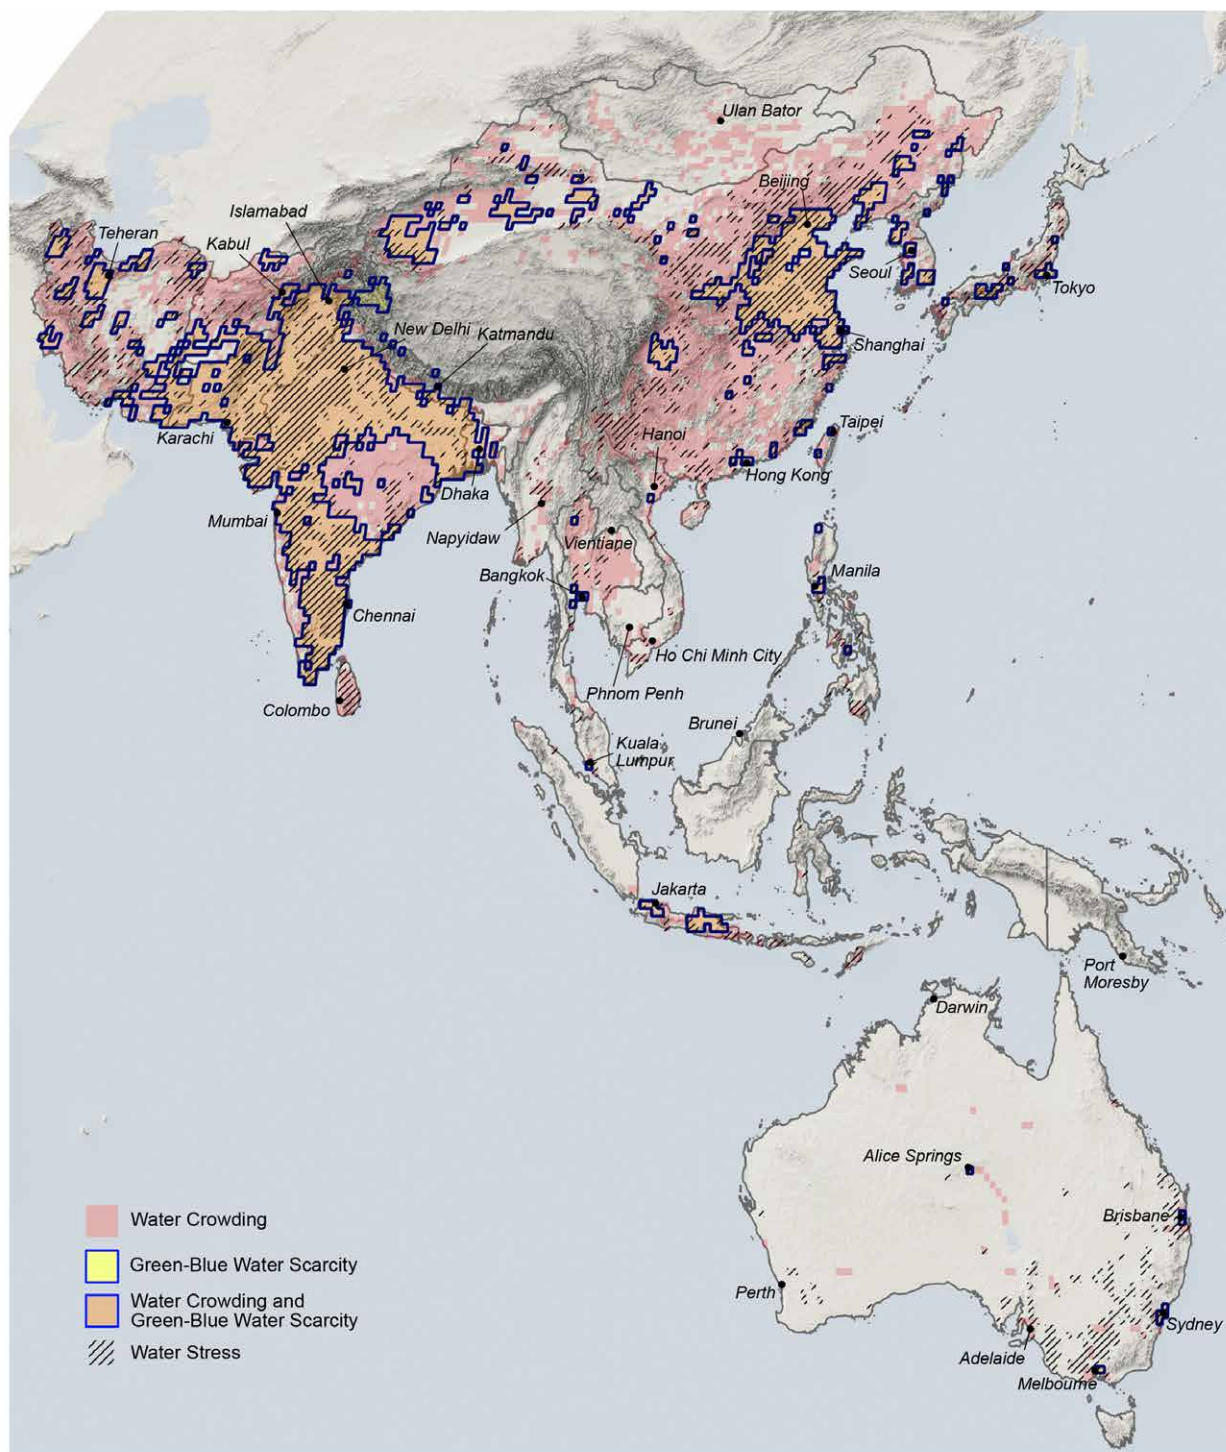 Ulan Bator
Beijing
Islamabad
Teheran
Kabul
Seoul
Tokyo
New Delhi
Katmandu
Shanghai
Karachi
Hanoi
Taipei
Hong Kong
Dhaka
Mumbai
Napyidaw
Vientiane
Bangkok
Manila
Chennai
Ho Chi Minh City
Phnom Penh
Colombo
Brunei
Kuala
Lumpur
Jakarta
Port
Moresby
Darwin
Alice Springs
Brisbane
Perth
Sydney
Adelaide
Melbourne
Water Crowding
Green-Blue Water Scarcity
Water Crowding and
Green-Blue Water Scarcity
Water Stress